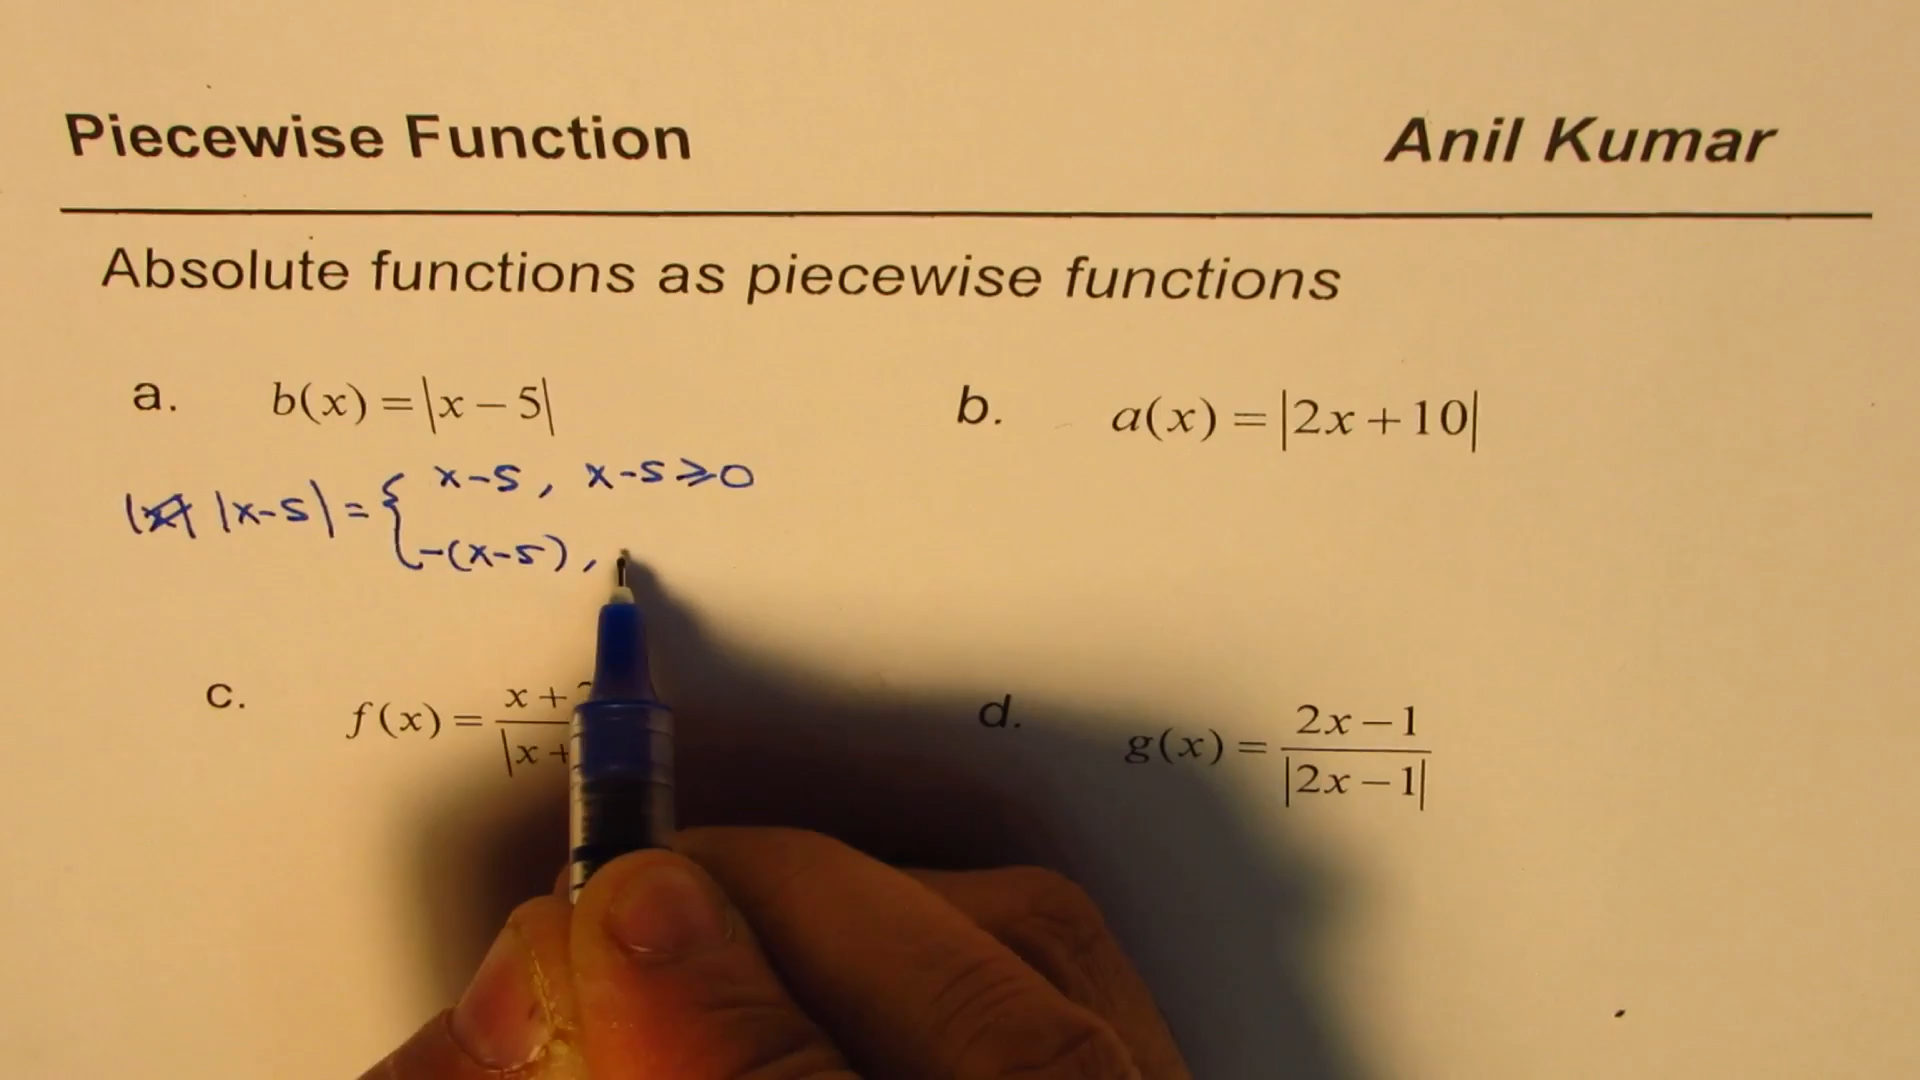 Piecewise Function Anil Kumar
Absolute functions as piecewise functions
a. b(x) = |x − 5| b. a(x) = |2x + 10|
|x-5| = { x-5, x-5 ≥ 0
-(x-5),
c. f(x) = x + / |x + d. g(x) = 2x − 1 / |2x − 1|